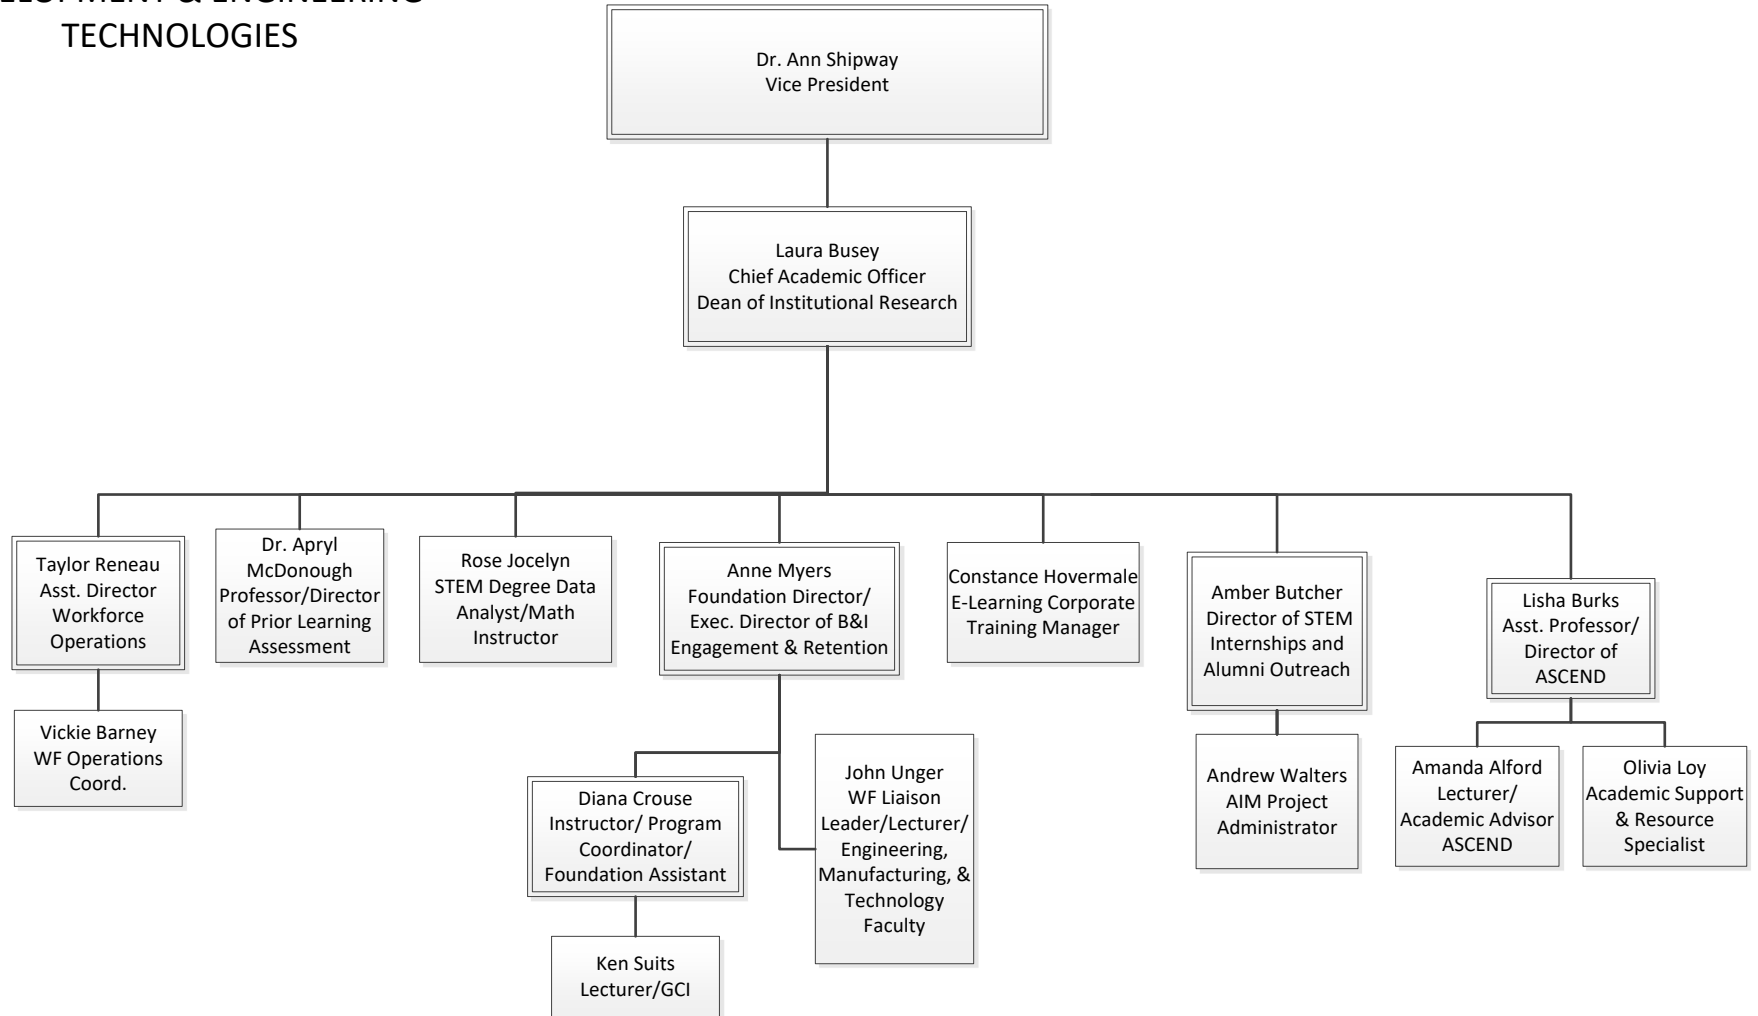 TECHNOLOGIES
Dr. Ann Shipway
Vice President
Laura Busey
Chief Academic Officer
Dean of Institutional Research
Taylor Reneau
Asst. Director
Workforce
Operations
Dr. Apryl
McDonough
Professor/Director
of Prior Learning
Assessment
Rose Jocelyn
STEM Degree Data
Analyst/Math
Instructor
Anne Myers
Foundation Director/
Exec. Director of B&I
Engagement & Retention
Constance Hovermale
E-Learning Corporate
Training Manager
Amber Butcher
Director of STEM
Internships and
Alumni Outreach
Lisha Burks
Asst. Professor/
Director of
ASCEND
Vickie Barney
WF Operations
Coord.
Diana Crouse
Instructor/ Program
Coordinator/
Foundation Assistant
John Unger
WF Liaison
Leader/Lecturer/
Engineering,
Manufacturing, &
Technology
Faculty
Andrew Walters
AIM Project
Administrator
Amanda Alford
Lecturer/
Academic Advisor
ASCEND
Olivia Loy
Academic Support
& Resource
Specialist
Ken Suits
Lecturer/GCI